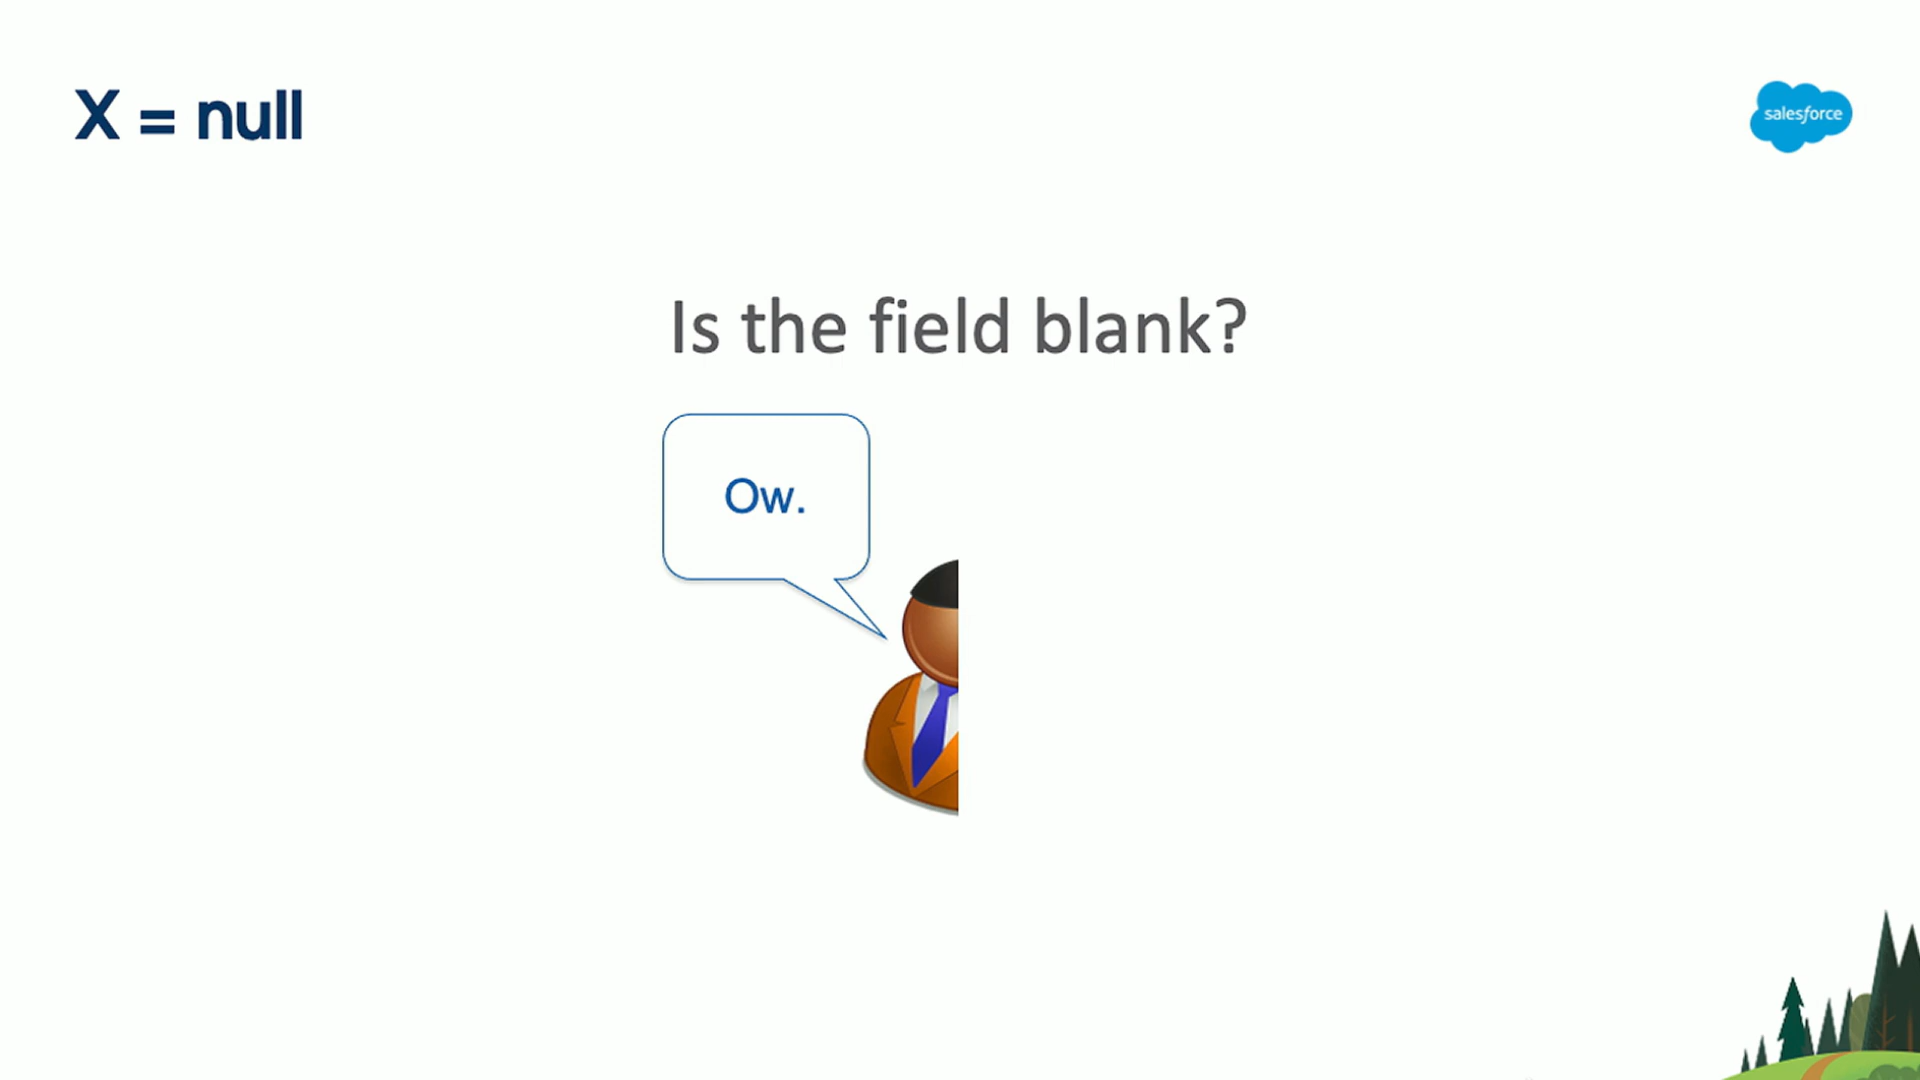 X = null
salesforce
Is the field blank?
Ow.